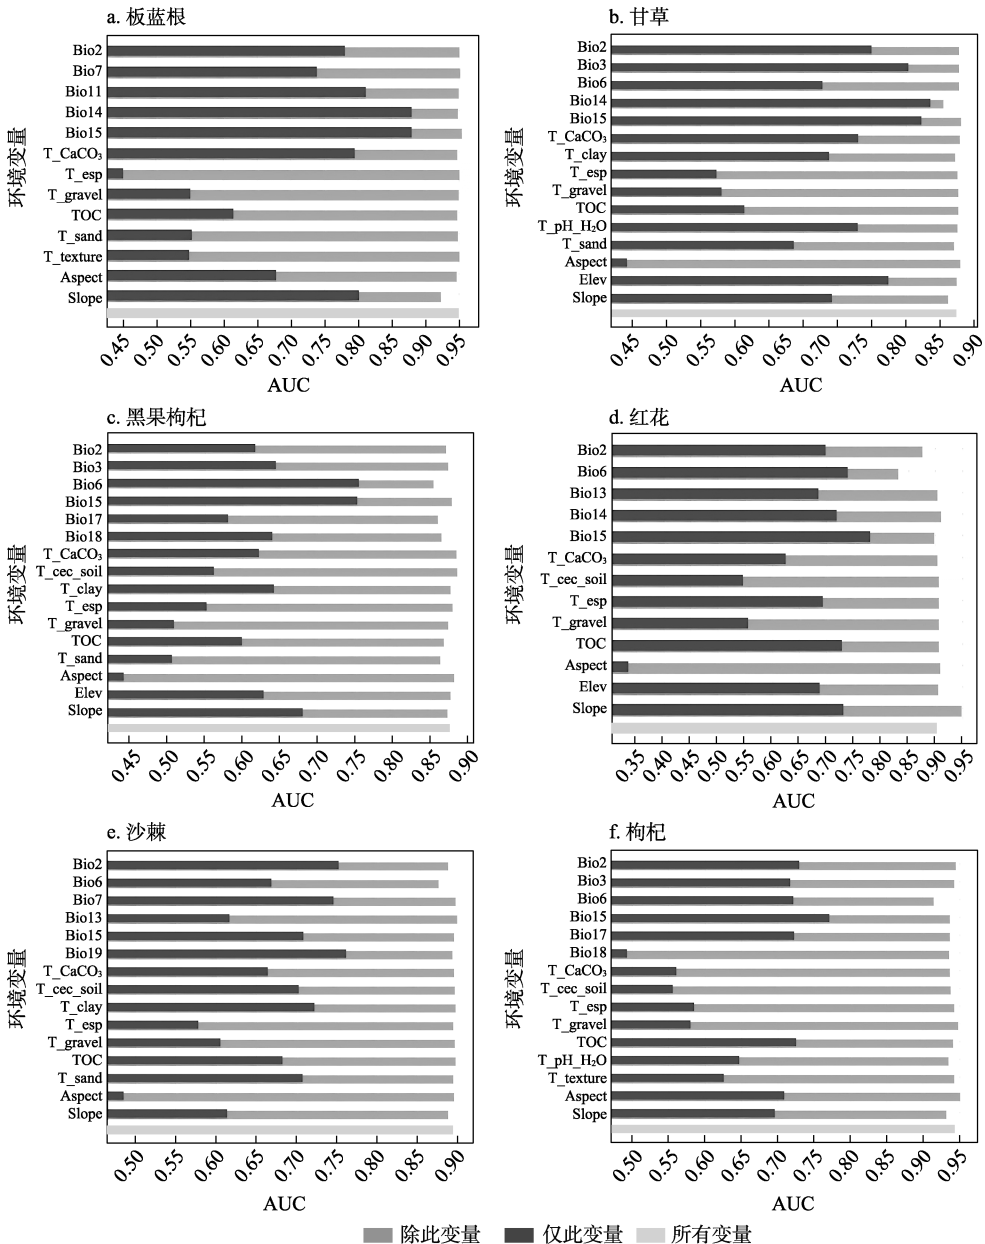 a. 板蓝根
环境变量
Bio2
Bio7
Bio11
Bio14
Bio15
T_CaCO₃
T_esp
T_gravel
TOC
T_sand
T_texture
Aspect
Slope
0.45 0.50 0.55 0.60 0.65 0.70 0.75 0.80 0.85 0.90 0.95
AUC
b. 甘草
环境变量
Bio2
Bio3
Bio6
Bio14
Bio15
T_CaCO₃
T_clay
T_esp
T_gravel
TOC
T_pH_H₂O
T_sand
Aspect
Elev
Slope
0.45 0.50 0.55 0.60 0.65 0.70 0.75 0.80 0.85 0.90
AUC
c. 黑果枸杞
环境变量
Bio2
Bio3
Bio6
Bio15
Bio17
Bio18
T_CaCO₃
T_cec_soil
T_clay
T_esp
T_gravel
TOC
T_sand
Aspect
Elev
Slope
0.45 0.50 0.55 0.60 0.65 0.70 0.75 0.80 0.85 0.90
AUC
d. 红花
环境变量
Bio2
Bio6
Bio13
Bio14
Bio15
T_CaCO₃
T_cec_soil
T_esp
T_gravel
TOC
Aspect
Elev
Slope
0.35 0.40 0.45 0.50 0.55 0.60 0.65 0.70 0.75 0.80 0.85 0.90 0.95
AUC
e. 沙棘
环境变量
Bio2
Bio6
Bio7
Bio13
Bio15
Bio19
T_CaCO₃
T_cec_soil
T_clay
T_esp
T_gravel
TOC
T_sand
Aspect
Slope
0.50 0.55 0.60 0.65 0.70 0.75 0.80 0.85 0.90
AUC
f. 枸杞
环境变量
Bio2
Bio3
Bio6
Bio15
Bio17
Bio18
T_CaCO₃
T_cec_soil
T_esp
T_gravel
TOC
T_pH_H₂O
T_texture
Aspect
Slope
0.50 0.55 0.60 0.65 0.70 0.75 0.80 0.85 0.90 0.95
AUC
除此变量 仅此变量 所有变量